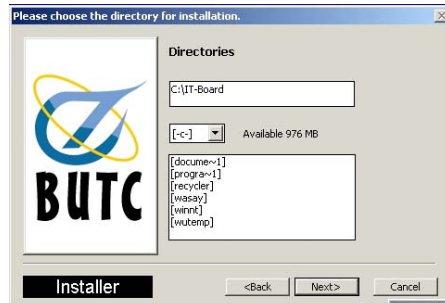 Please choose the directory for installation.
Directories
C:\IT-Board
[-c-]
Available 976 MB
[docume~1]
[progra~1]
[recycler]
[wasay]
[winnt]
[wutemp]
BUTC
Installer
<Back
Next>
Cancel